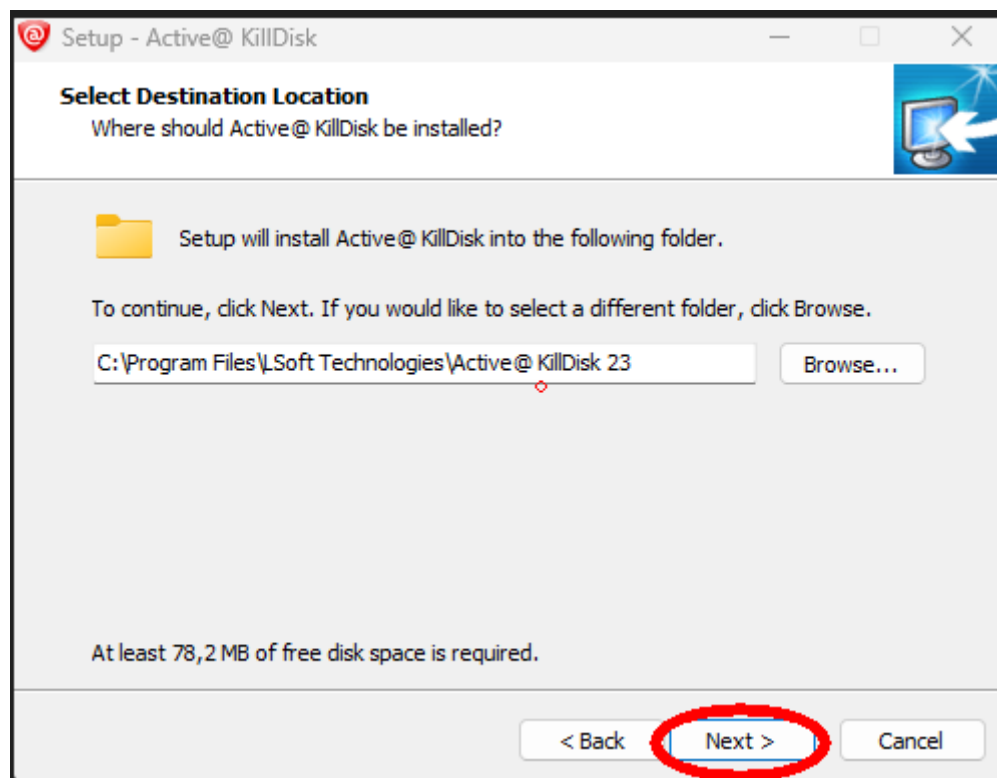 Setup - Active@ KillDisk
Select Destination Location
Where should Active@ KillDisk be installed?
Setup will install Active@ KillDisk into the following folder.
To continue, click Next. If you would like to select a different folder, click Browse.
C:\Program Files\LSoft Technologies\Active@ KillDisk 23
Browse...
At least 78,2 MB of free disk space is required.
< Back
Next >
Cancel